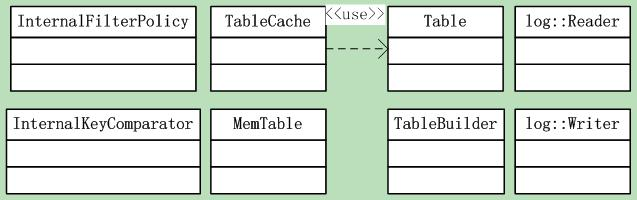 InternalFilterPolicy
TableCache
<<use>>
Table
log::Reader
InternalKeyComparator
MemTable
TableBuilder
log::Writer